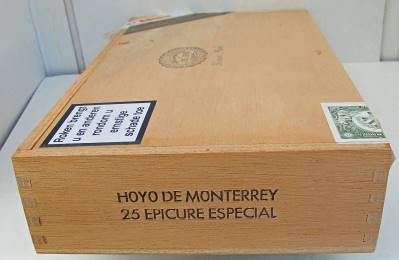 Roken brengt
u en anderen
rondom u
ernstige
schade toe
HOYO DE MONTERREY
25 EPICURE ESPECIAL